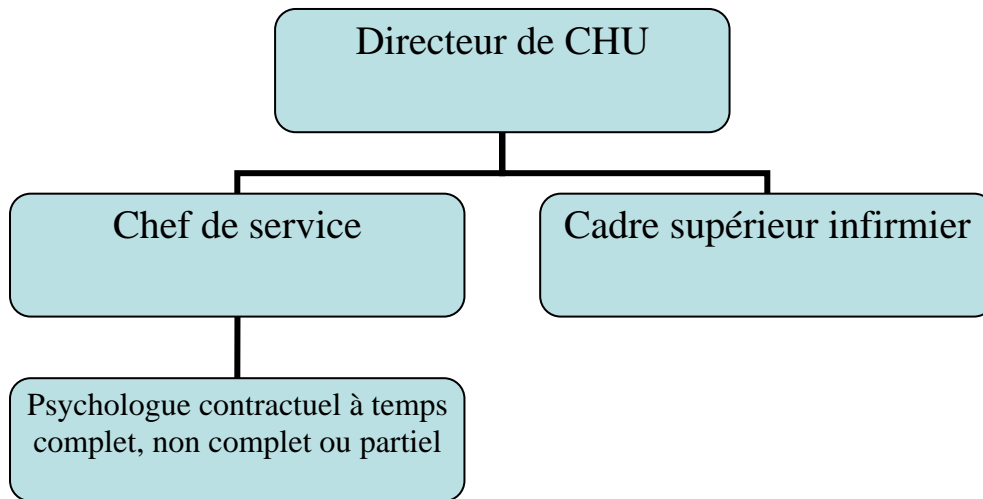 Directeur de CHU
Chef de service
Cadre supérieur infirmier
Psychologue contractuel à temps
complet, non complet ou partiel